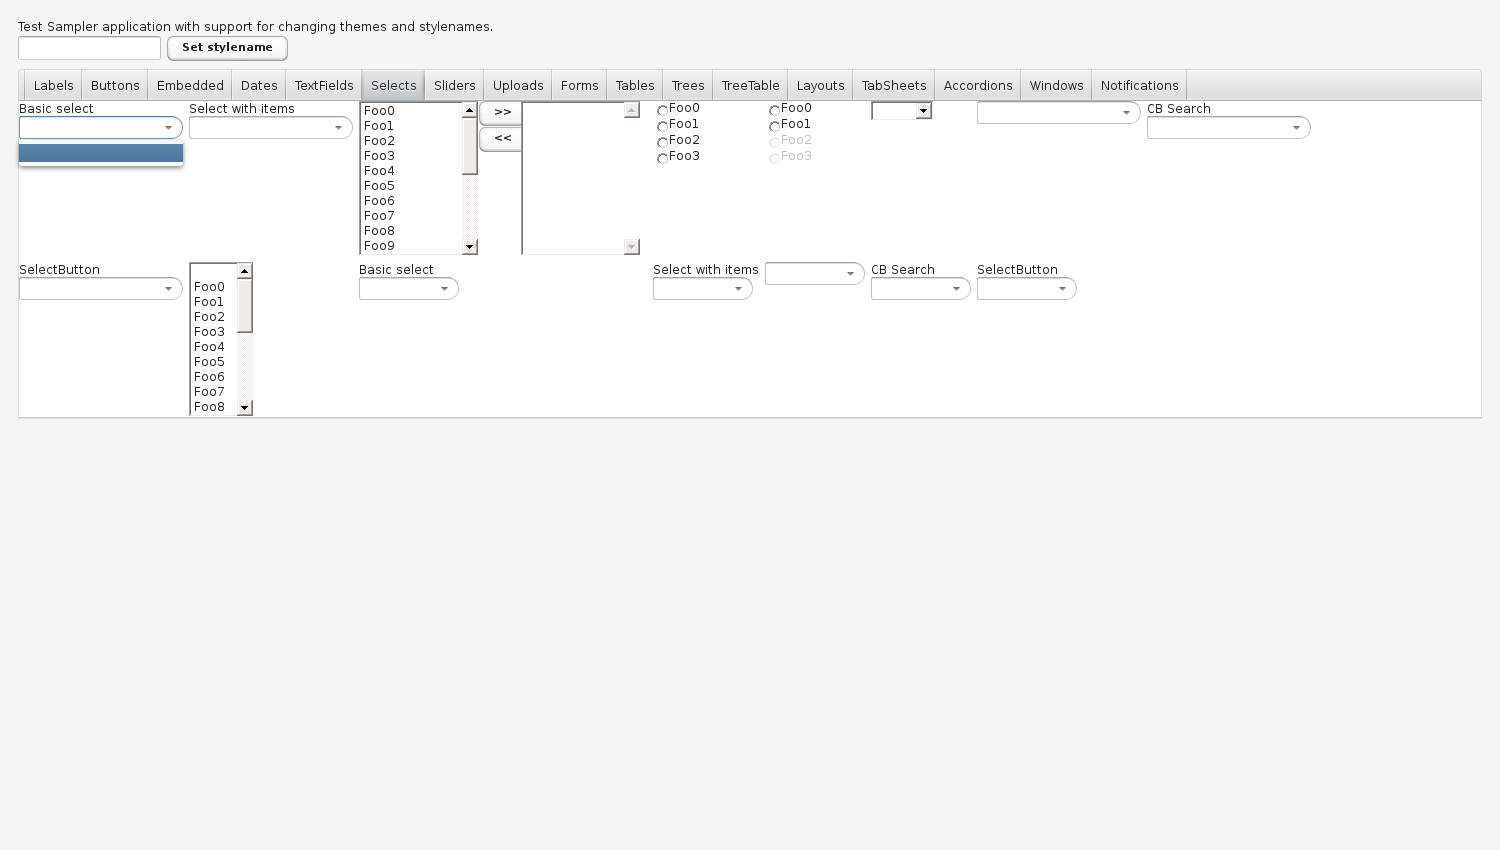 Test Sampler application with support for changing themes and stylenames.
Set stylename
Labels Buttons Embedded Dates TextFields Selects Sliders Uploads Forms Tables Trees TreeTable Layouts TabSheets Accordions Windows Notifications
Basic select Select with items CB Search
Foo0
Foo1
Foo2
Foo3
Foo4
Foo5
Foo6
Foo7
Foo8
Foo9
>>
<<
Foo0
Foo1
Foo2
Foo3
Foo0
Foo1
Foo2
Foo3
SelectButton Basic select Select with items CB Search SelectButton
Foo0
Foo1
Foo2
Foo3
Foo4
Foo5
Foo6
Foo7
Foo8